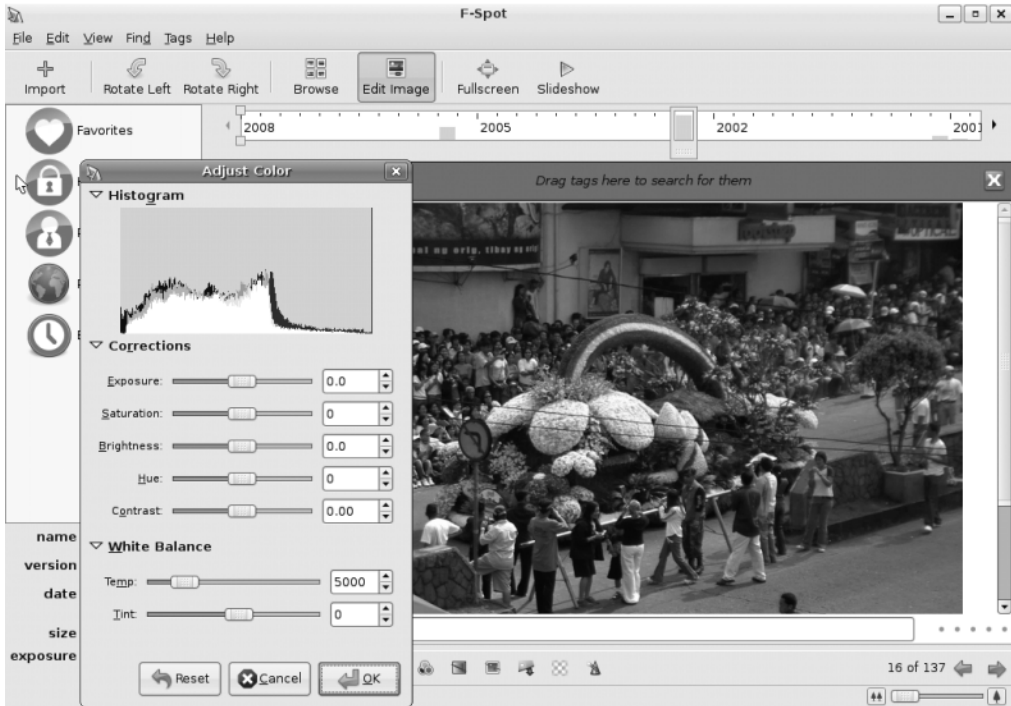 F-Spot
File Edit View Find Tags Help
Import Rotate Left Rotate Right Browse Edit Image Fullscreen Slideshow
Favorites
2008 2005 2002 2001
Adjust Color
Drag tags here to search for them
Histogram
Corrections
Exposure: 0.0
Saturation: 0
Brightness: 0.0
Hue: 0
Contrast: 0.00
White Balance
Temp: 5000
Tint: 0
name
version
date
size
exposure
Reset Cancel OK
16 of 137